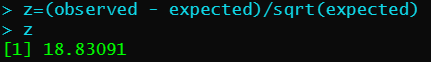 > z=(observed - expected)/sqrt(expected)
> z
[1] 18.83091